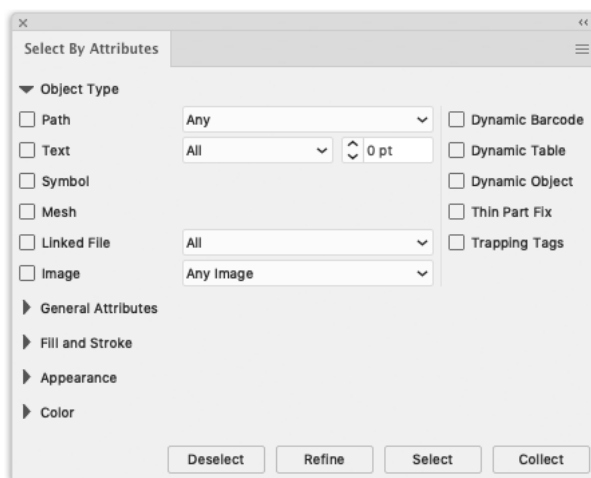 Select By Attributes
Object Type
Path Any Dynamic Barcode
Text All 0 pt Dynamic Table
Symbol Dynamic Object
Mesh Thin Part Fix
Linked File All Trapping Tags
Image Any Image
General Attributes
Fill and Stroke
Appearance
Color
Deselect Refine Select Collect